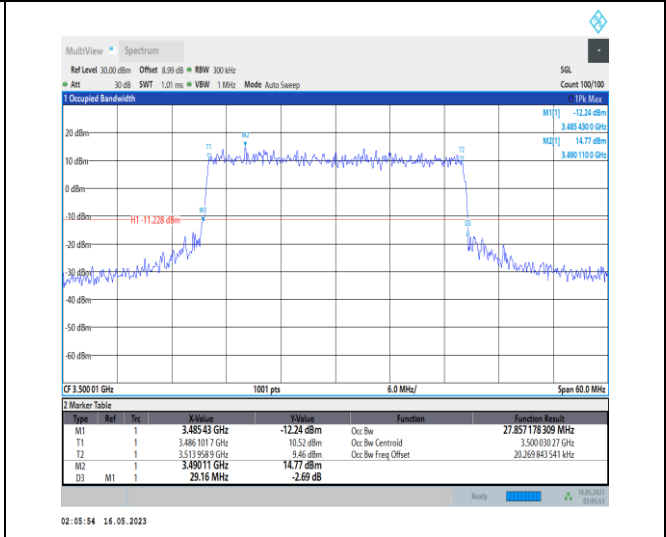 MultiView Spectrum
Ref Level 30.00 dBm Offset 8.99 dB RBW 300 kHz SGL
Att 30 dB SWT 1.01 ms VBW 1 MHz Mode Auto Sweep Count 100/100
1 Occupied Bandwidth 1Pk Max
M1[1] -12.24 dBm
3.485 430 0 GHz
M2[1] 14.77 dBm
3.490 110 0 GHz
20 dBm
T1
M2
T2
10 dBm
0 dBm
M1
-10 dBm
H1 -11.228 dBm
D3
-20 dBm
-30 dBm
-40 dBm
-50 dBm
-60 dBm
CF 3.500 01 GHz 1001 pts 6.0 MHz/ Span 60.0 MHz
2 Marker Table
Type Ref Trc X-Value Y-Value Function Function Result
M1 1 3.485 43 GHz -12.24 dBm Occ Bw 27.857 178 309 MHz
T1 1 3.486 101 7 GHz 10.52 dBm Occ Bw Centroid 3.500 030 27 GHz
T2 1 3.513 958 9 GHz 9.46 dBm Occ Bw Freq Offset 20.269 843 541 kHz
M2 1 3.490 11 GHz 14.77 dBm
D3 M1 1 29.16 MHz -2.69 dB
Ready 16.05.2023
02:05:53
02:05:54 16.05.2023